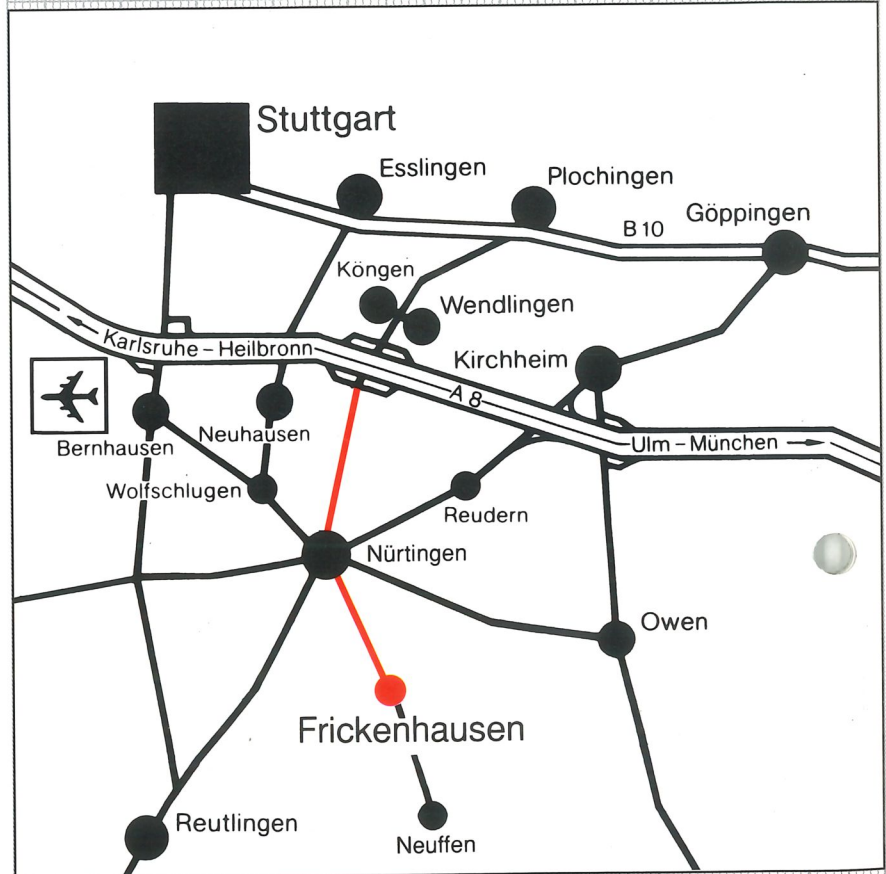 Stuttgart
Esslingen
Plochingen
Göppingen
B 10
Köngen
Wendlingen
Karlsruhe – Heilbronn
Kirchheim
A 8
Ulm – München
Bernhausen
Neuhausen
Wolfschlugen
Reudern
Nürtingen
Owen
Frickenhausen
Reutlingen
Neuffen